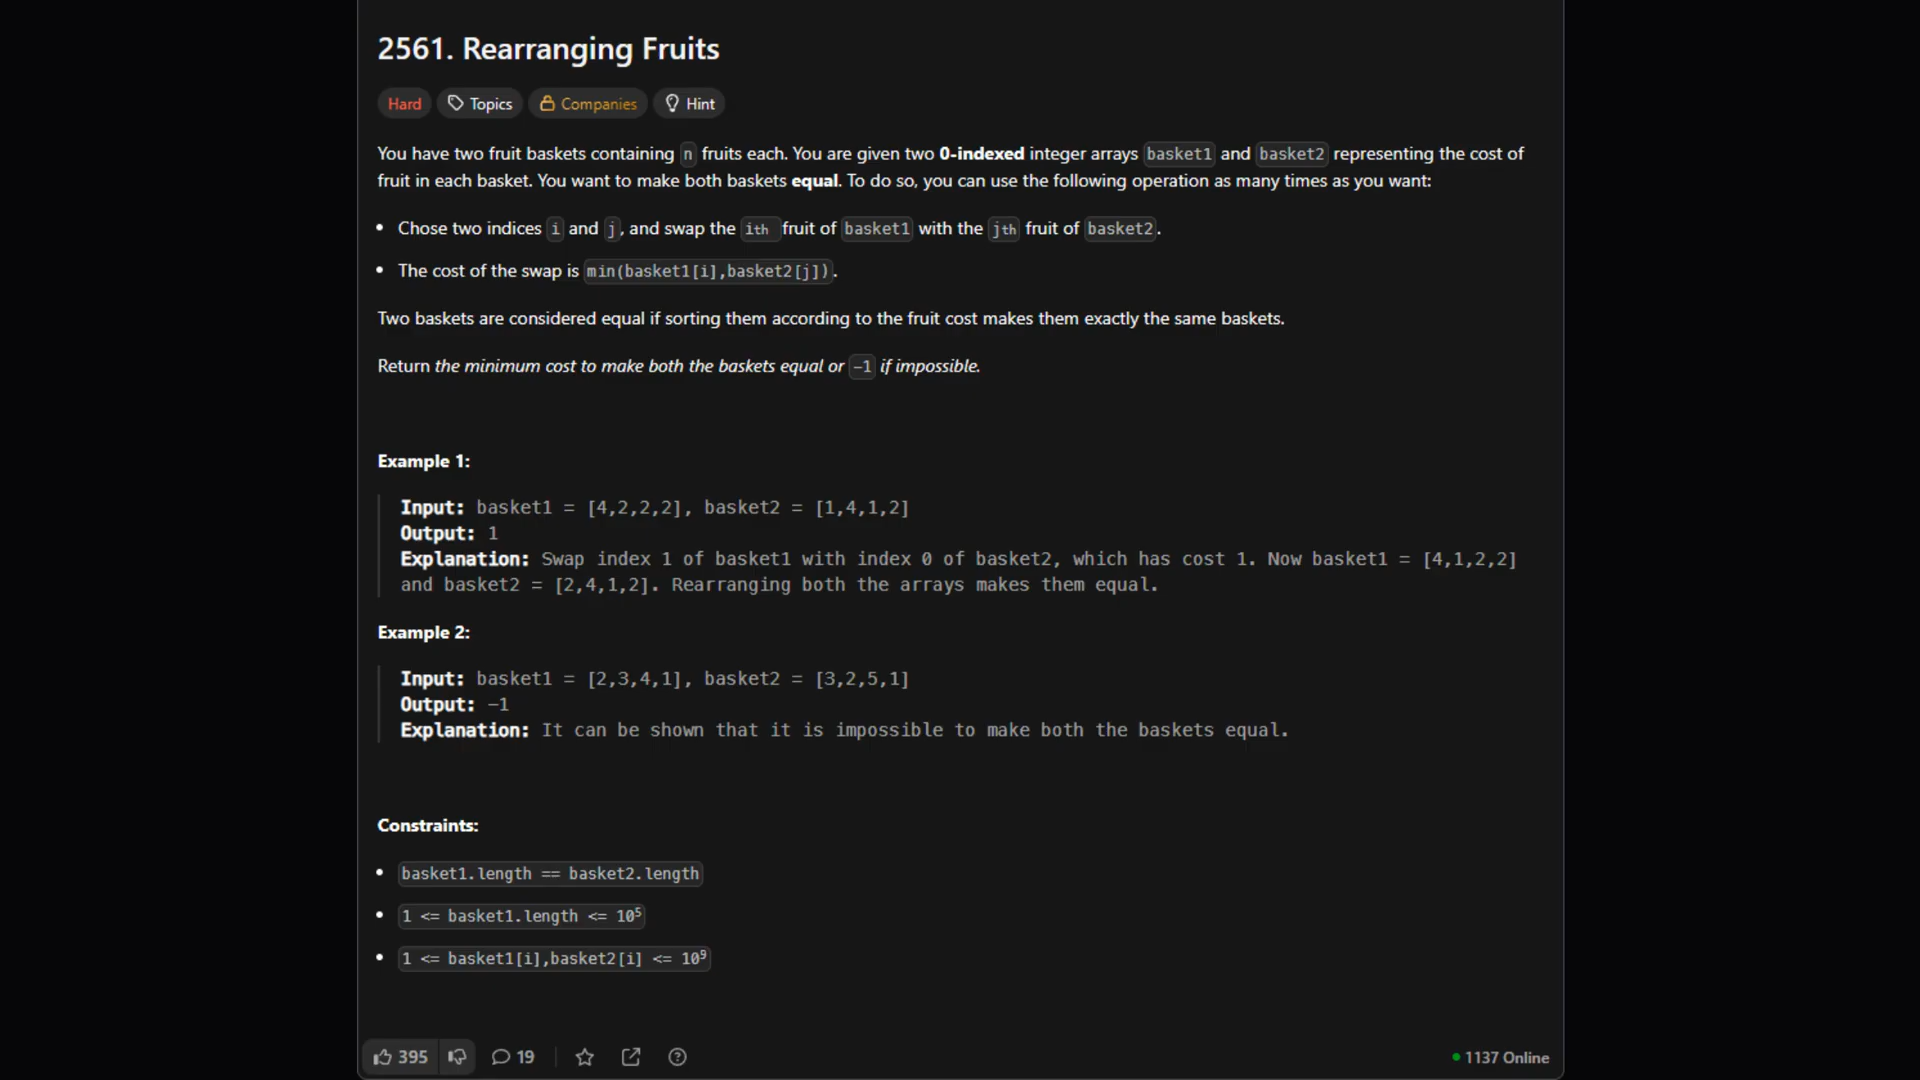 2561. Rearranging Fruits
Hard Topics Companies Hint
You have two fruit baskets containing n fruits each. You are given two 0-indexed integer arrays basket1 and basket2 representing the cost of
fruit in each basket. You want to make both baskets equal. To do so, you can use the following operation as many times as you want:
• Chose two indices i and j, and swap the ith fruit of basket1 with the jth fruit of basket2.
• The cost of the swap is min(basket1[i],basket2[j]).
Two baskets are considered equal if sorting them according to the fruit cost makes them exactly the same baskets.
Return the minimum cost to make both the baskets equal or -1 if impossible.
Example 1:
Input: basket1 = [4,2,2,2], basket2 = [1,4,1,2]
Output: 1
Explanation: Swap index 1 of basket1 with index 0 of basket2, which has cost 1. Now basket1 = [4,1,2,2]
and basket2 = [2,4,1,2]. Rearranging both the arrays makes them equal.
Example 2:
Input: basket1 = [2,3,4,1], basket2 = [3,2,5,1]
Output: -1
Explanation: It can be shown that it is impossible to make both the baskets equal.
Constraints:
• basket1.length == basket2.length
• 1 <= basket1.length <= 10⁵
• 1 <= basket1[i],basket2[i] <= 10⁹
395 19 1137 Online